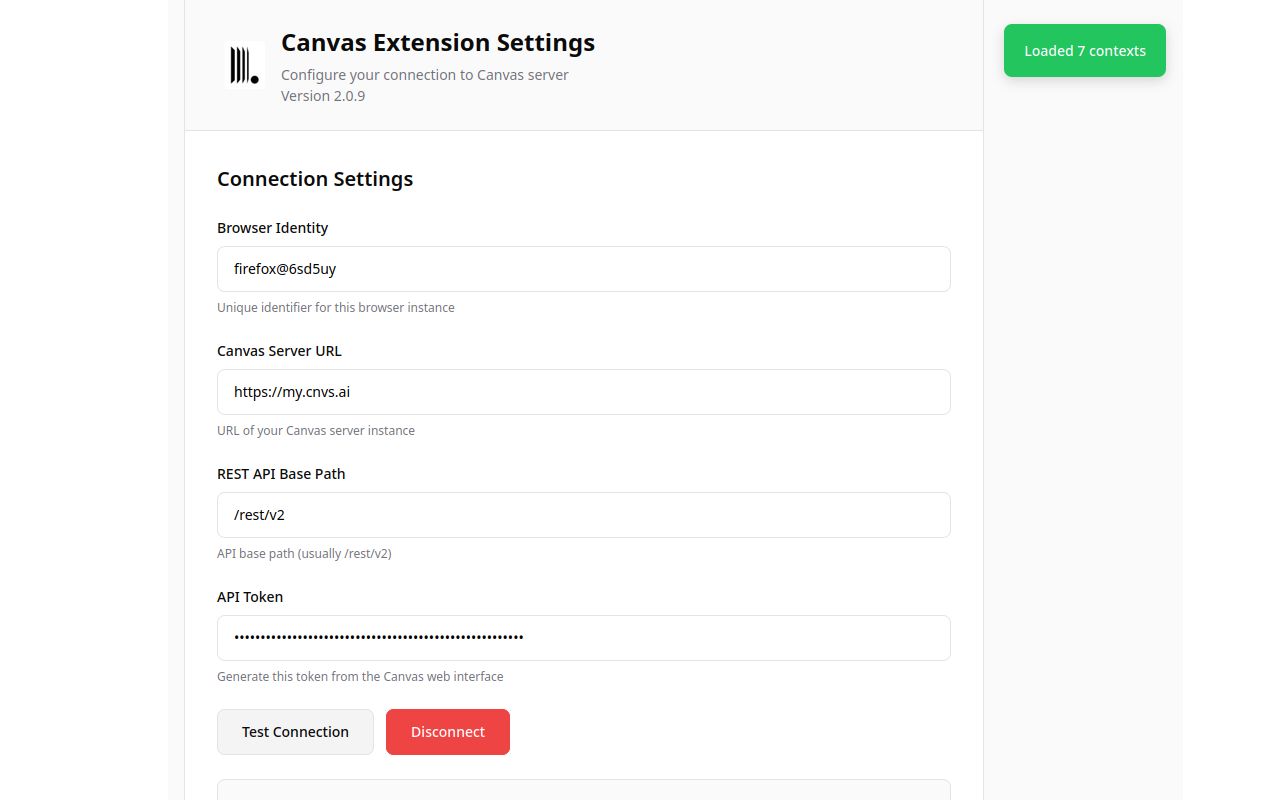 Canvas Extension Settings
Configure your connection to Canvas server
Version 2.0.9
Loaded 7 contexts
Connection Settings
Browser Identity
firefox@6sd5uy
Unique identifier for this browser instance
Canvas Server URL
https://my.cnvs.ai
URL of your Canvas server instance
REST API Base Path
/rest/v2
API base path (usually /rest/v2)
API Token
Generate this token from the Canvas web interface
Test Connection
Disconnect